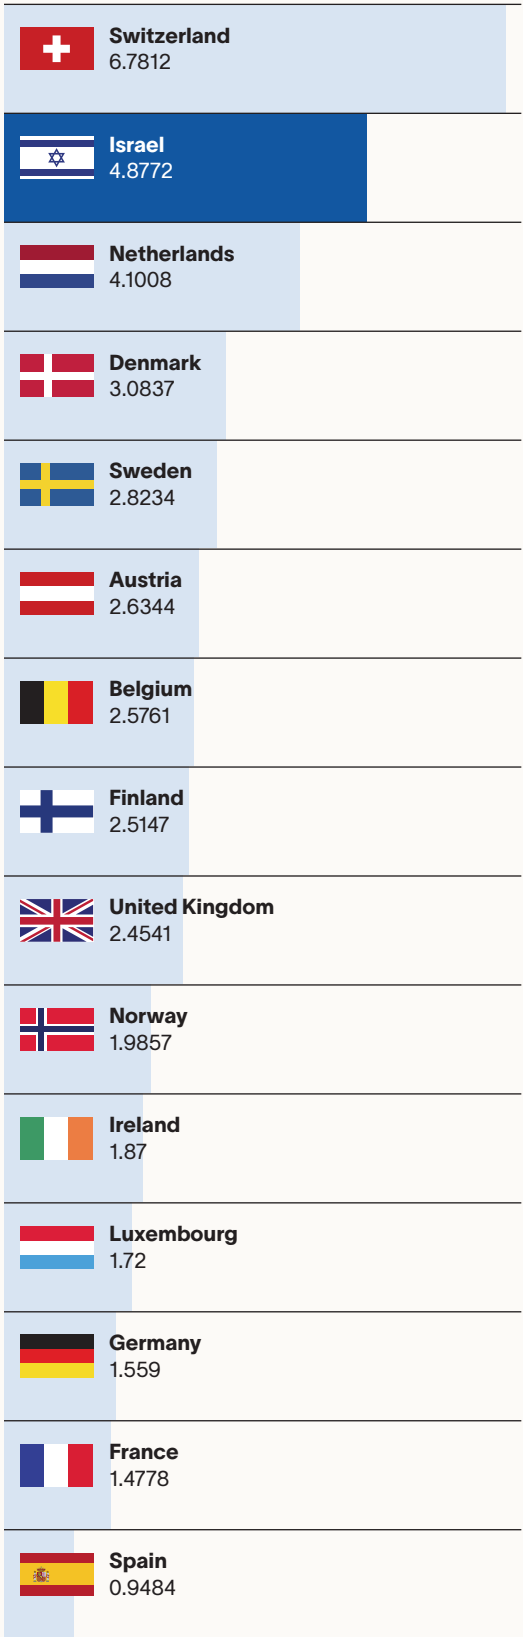 Switzerland
6.7812
Israel
4.8772
Netherlands
4.1008
Denmark
3.0837
Sweden
2.8234
Austria
2.6344
Belgium
2.5761
Finland
2.5147
United Kingdom
2.4541
Norway
1.9857
Ireland
1.87
Luxembourg
1.72
Germany
1.559
France
1.4778
Spain
0.9484